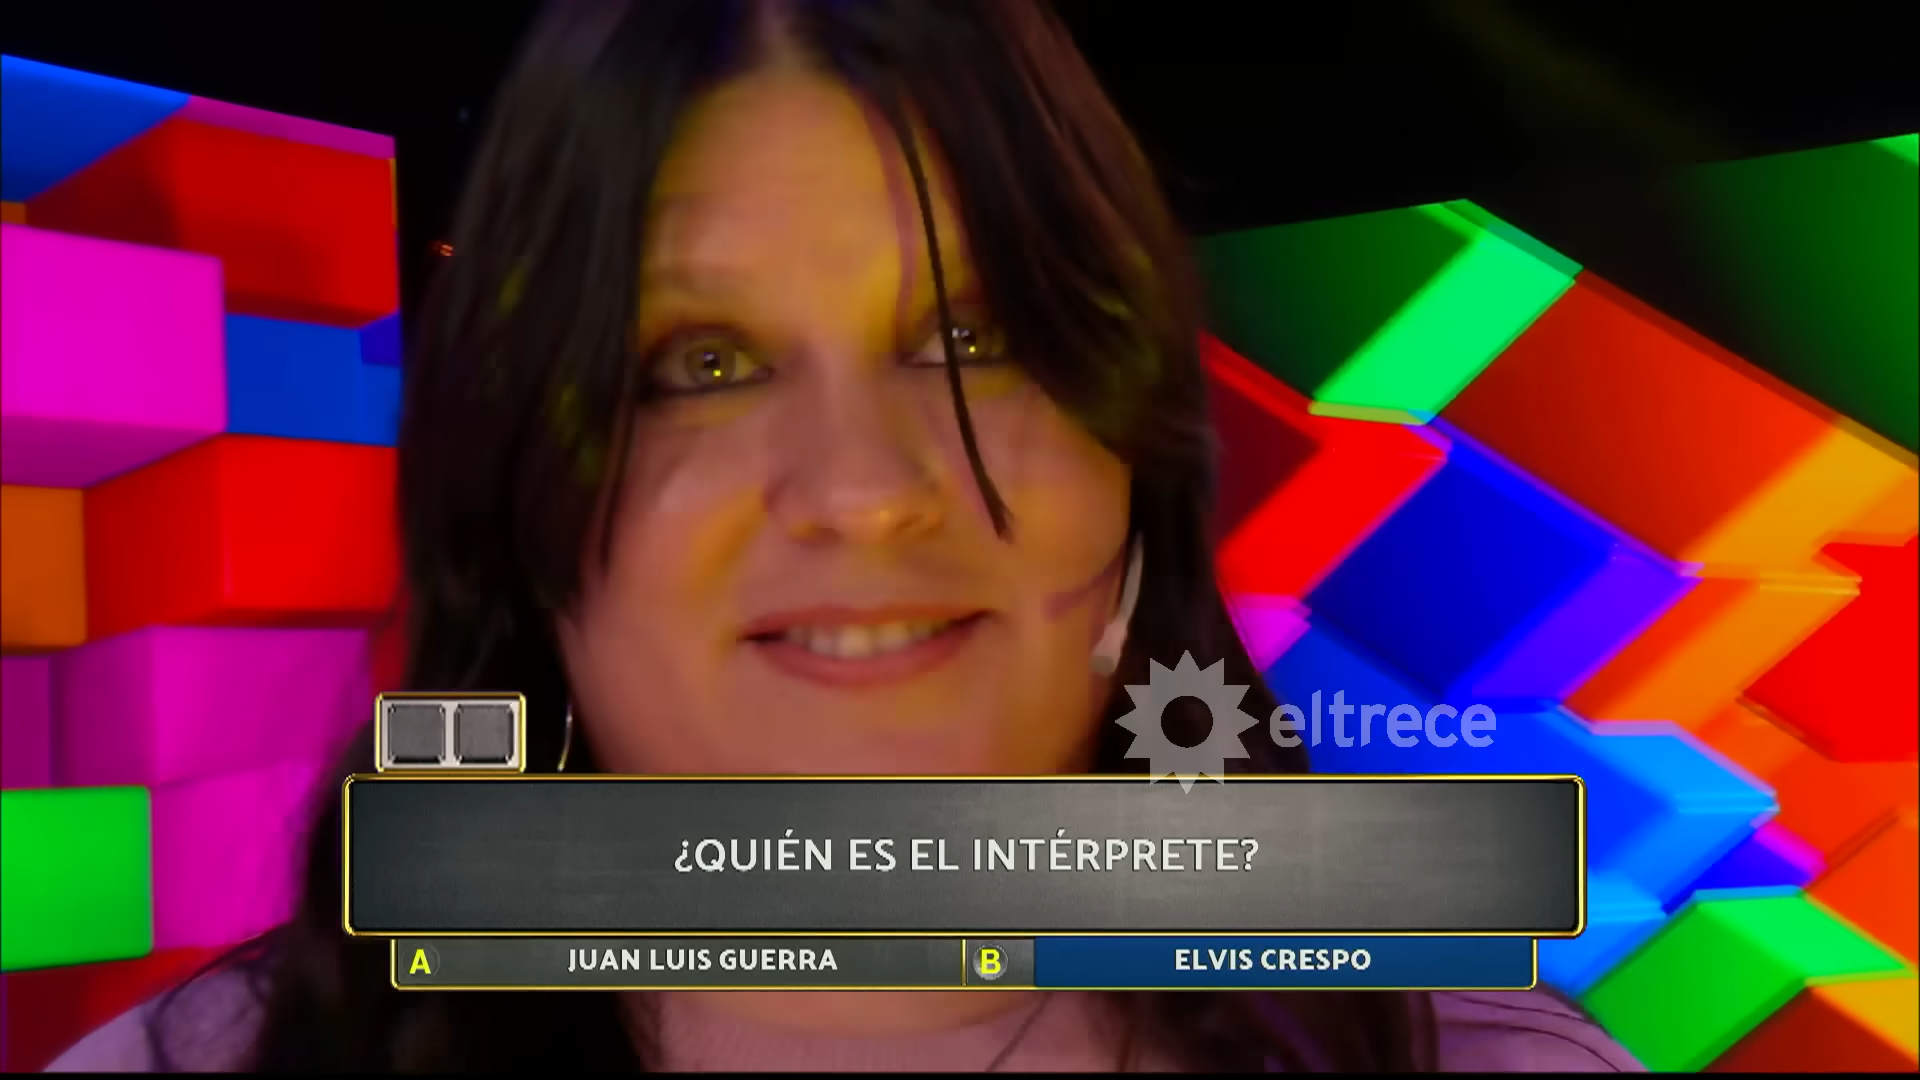 eltrece
¿QUIÉN ES EL INTÉRPRETE?
A JUAN LUIS GUERRA B ELVIS CRESPO